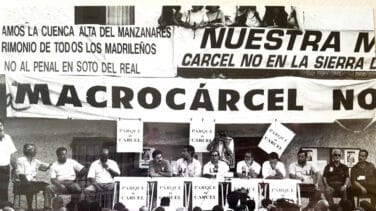 AMOS LA CUENCA ALTA DEL MANZANARES
RIMONIO DE TODOS LOS MADRILEÑOS
NO AL PENAL EN SOTO DEL REAL
NUESTRA M
CARCEL NO EN LA SIERRA D
MACROCÁRCEL NO
PARQUE
CARCEL
PARQUE
CARCEL
PARQUE
CARCEL
PARQUE
CARCEL
PARQUE
CARCEL
PARQUE
CARCEL
PARQUE
CARCEL